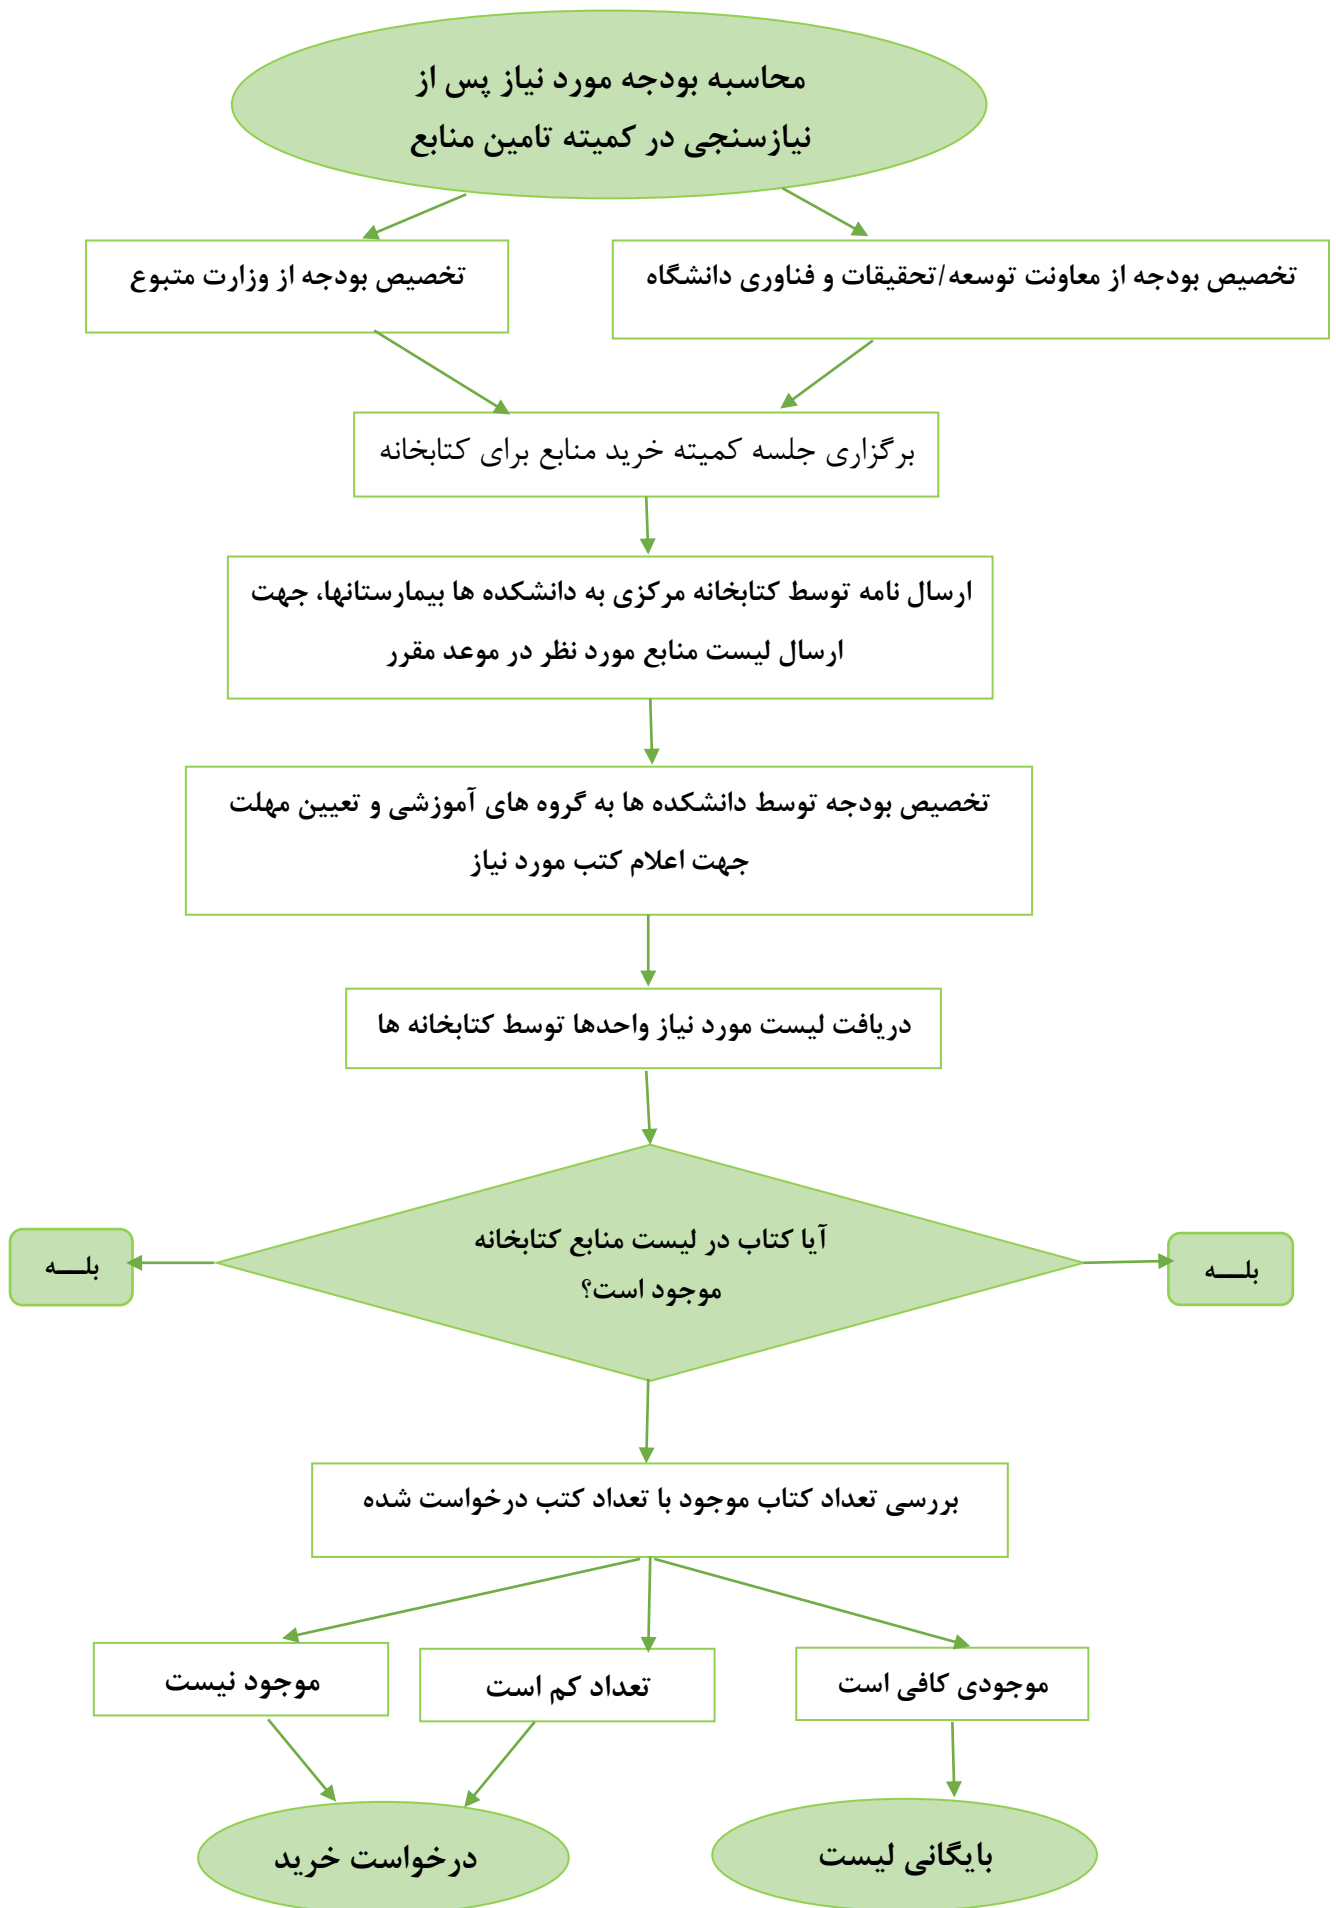 محاسبه بودجه مورد نیاز پس از
نیازسنجی در کمیته تامین منابع
تخصیص بودجه از معاونت توسعه/تحقیقات و فناوری دانشگاه
تخصیص بودجه از وزارت متبوع
برگزاری جلسه کمیته خرید منابع برای کتابخانه
ارسال نامه توسط کتابخانه مرکزی به دانشکده ها بیمارستانها، جهت
ارسال لیست منابع مورد نظر در موعد مقرر
تخصیص بودجه توسط دانشکده ها به گروه های آموزشی و تعیین مهلت
جهت اعلام کتب مورد نیاز
دریافت لیست مورد نیاز واحدها توسط کتابخانه ها
آیا کتاب در لیست منابع کتابخانه
موجود است؟
بلـــه
بلـــه
بررسی تعداد کتاب موجود با تعداد کتب درخواست شده
موجودی کافی است
تعداد کم است
موجود نیست
بایگانی لیست
درخواست خرید